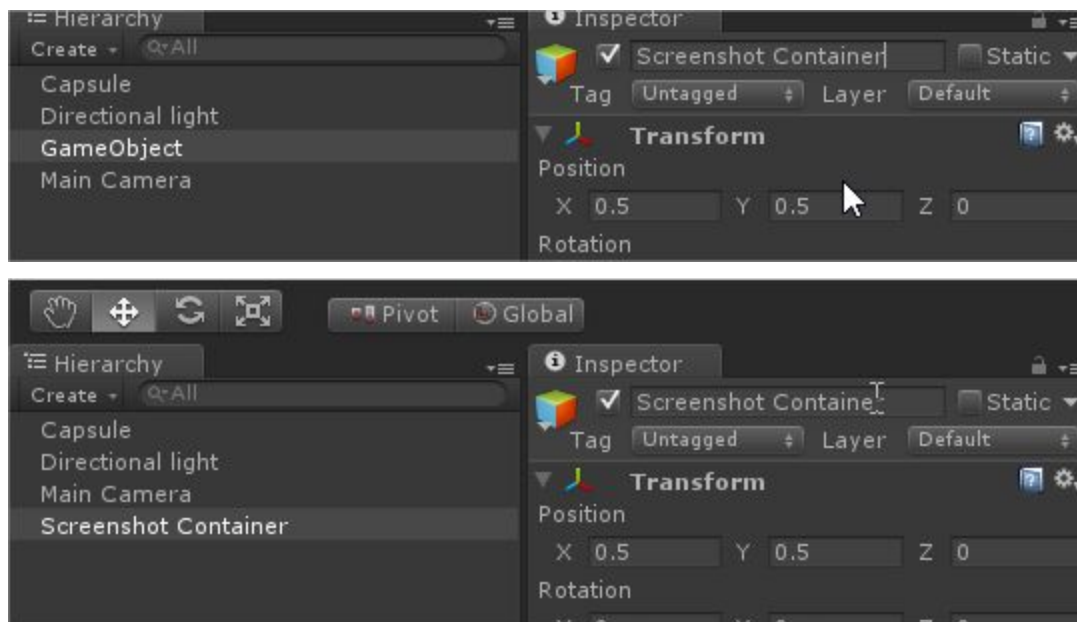 Hierarchy
Inspector
Create
All
Screenshot Container
Static
Capsule
Tag Untagged Layer Default
Directional light
GameObject
Transform
Main Camera
Position
X 0.5 Y 0.5 Z 0
Rotation
Pivot Global
Hierarchy
Inspector
Create
All
Screenshot Containe
Static
Capsule
Tag Untagged Layer Default
Directional light
Main Camera
Transform
Screenshot Container
Position
X 0.5 Y 0.5 Z 0
Rotation